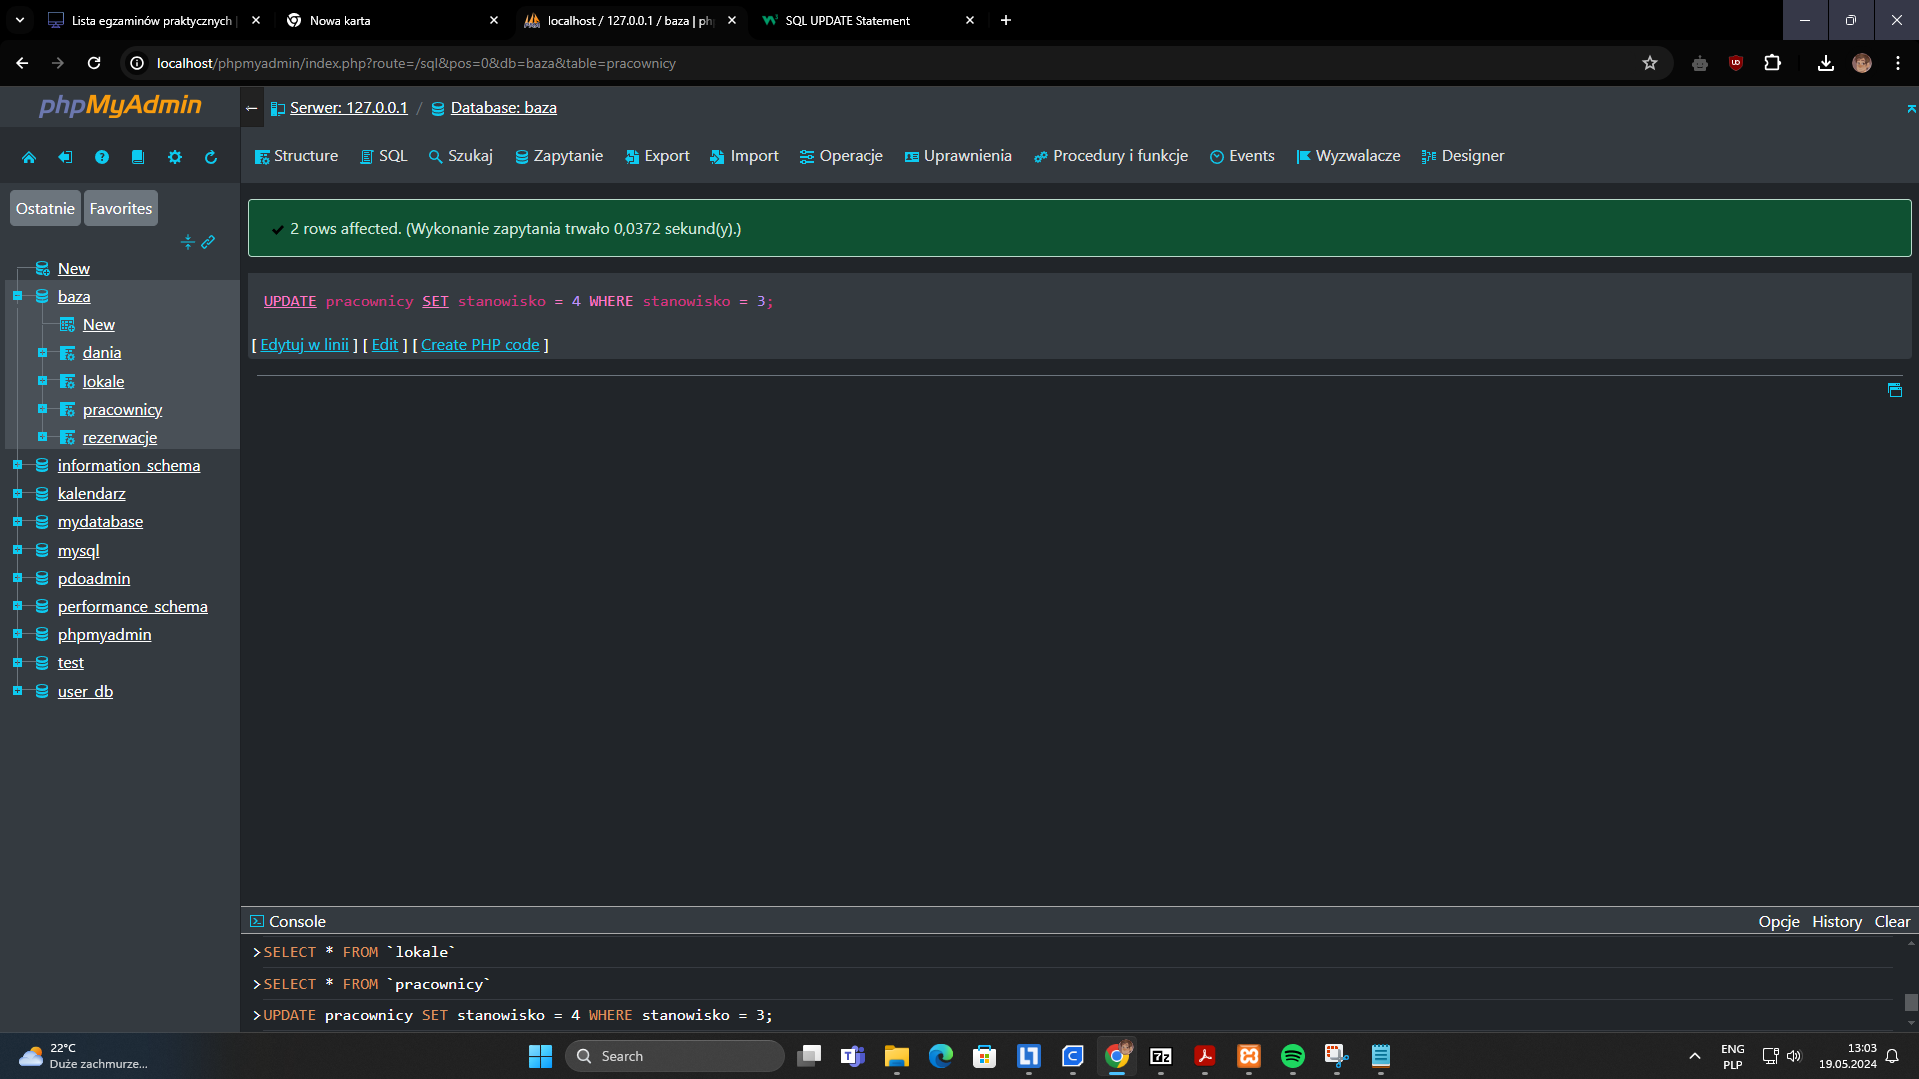 Lista egzaminów praktycznych |
Nowa karta
localhost / 127.0.0.1 / baza | ph
SQL UPDATE Statement
localhost/phpmyadmin/index.php?route=/sql&pos=0&db=baza&table=pracownicy
phpMyAdmin
Serwer: 127.0.0.1 / Database: baza
Structure SQL Szukaj Zapytanie Export Import Operacje Uprawnienia Procedury i funkcje Events Wyzwalacze Designer
Ostatnie Favorites
New
baza
New
dania
lokale
pracownicy
rezerwacje
information_schema
kalendarz
mydatabase
mysql
pdoadmin
performance_schema
phpmyadmin
test
user_db
2 rows affected. (Wykonanie zapytania trwało 0,0372 sekund(y).)
UPDATE pracownicy SET stanowisko = 4 WHERE stanowisko = 3;
[ Edytuj w linii ] [ Edit ] [ Create PHP code ]
Console
Opcje History Clear
>SELECT * FROM `lokale`
>SELECT * FROM `pracownicy`
>UPDATE pracownicy SET stanowisko = 4 WHERE stanowisko = 3;
22°C
Duże zachmurze...
Search
ENG
PLP
13:03
19.05.2024